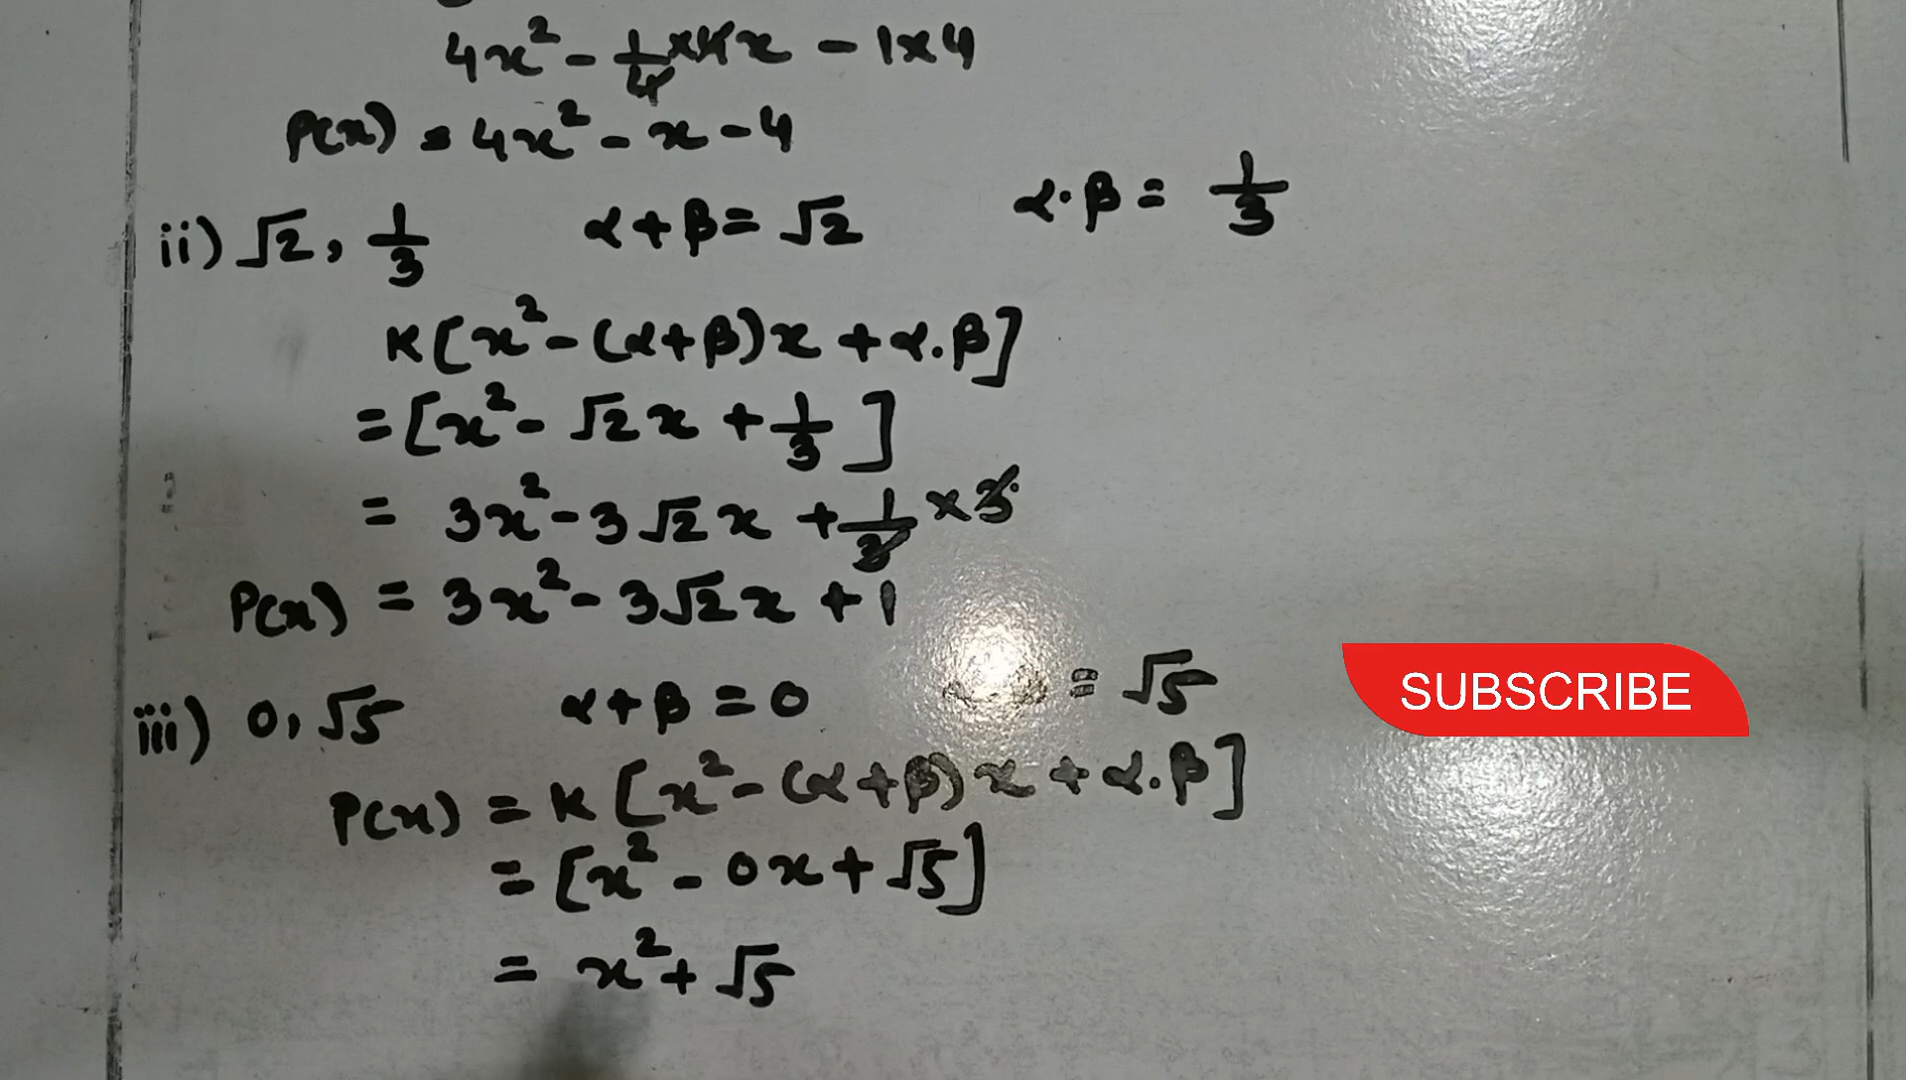 4x² - 1/4 × 4x - 1×4
P(x) = 4x² - x - 4
ii) √2, 1/3 α+β = √2 α·β = 1/3
K[x² - (α+β)x + α.β]
= [x² - √2x + 1/3]
= 3x² - 3√2x + 1/3 × 3
P(x) = 3x² - 3√2x + 1
iii) 0, √5 α+β = 0 = √5
SUBSCRIBE
P(x) = K[x² - (α+β)x + α.β]
= [x² - 0x + √5]
= x² + √5